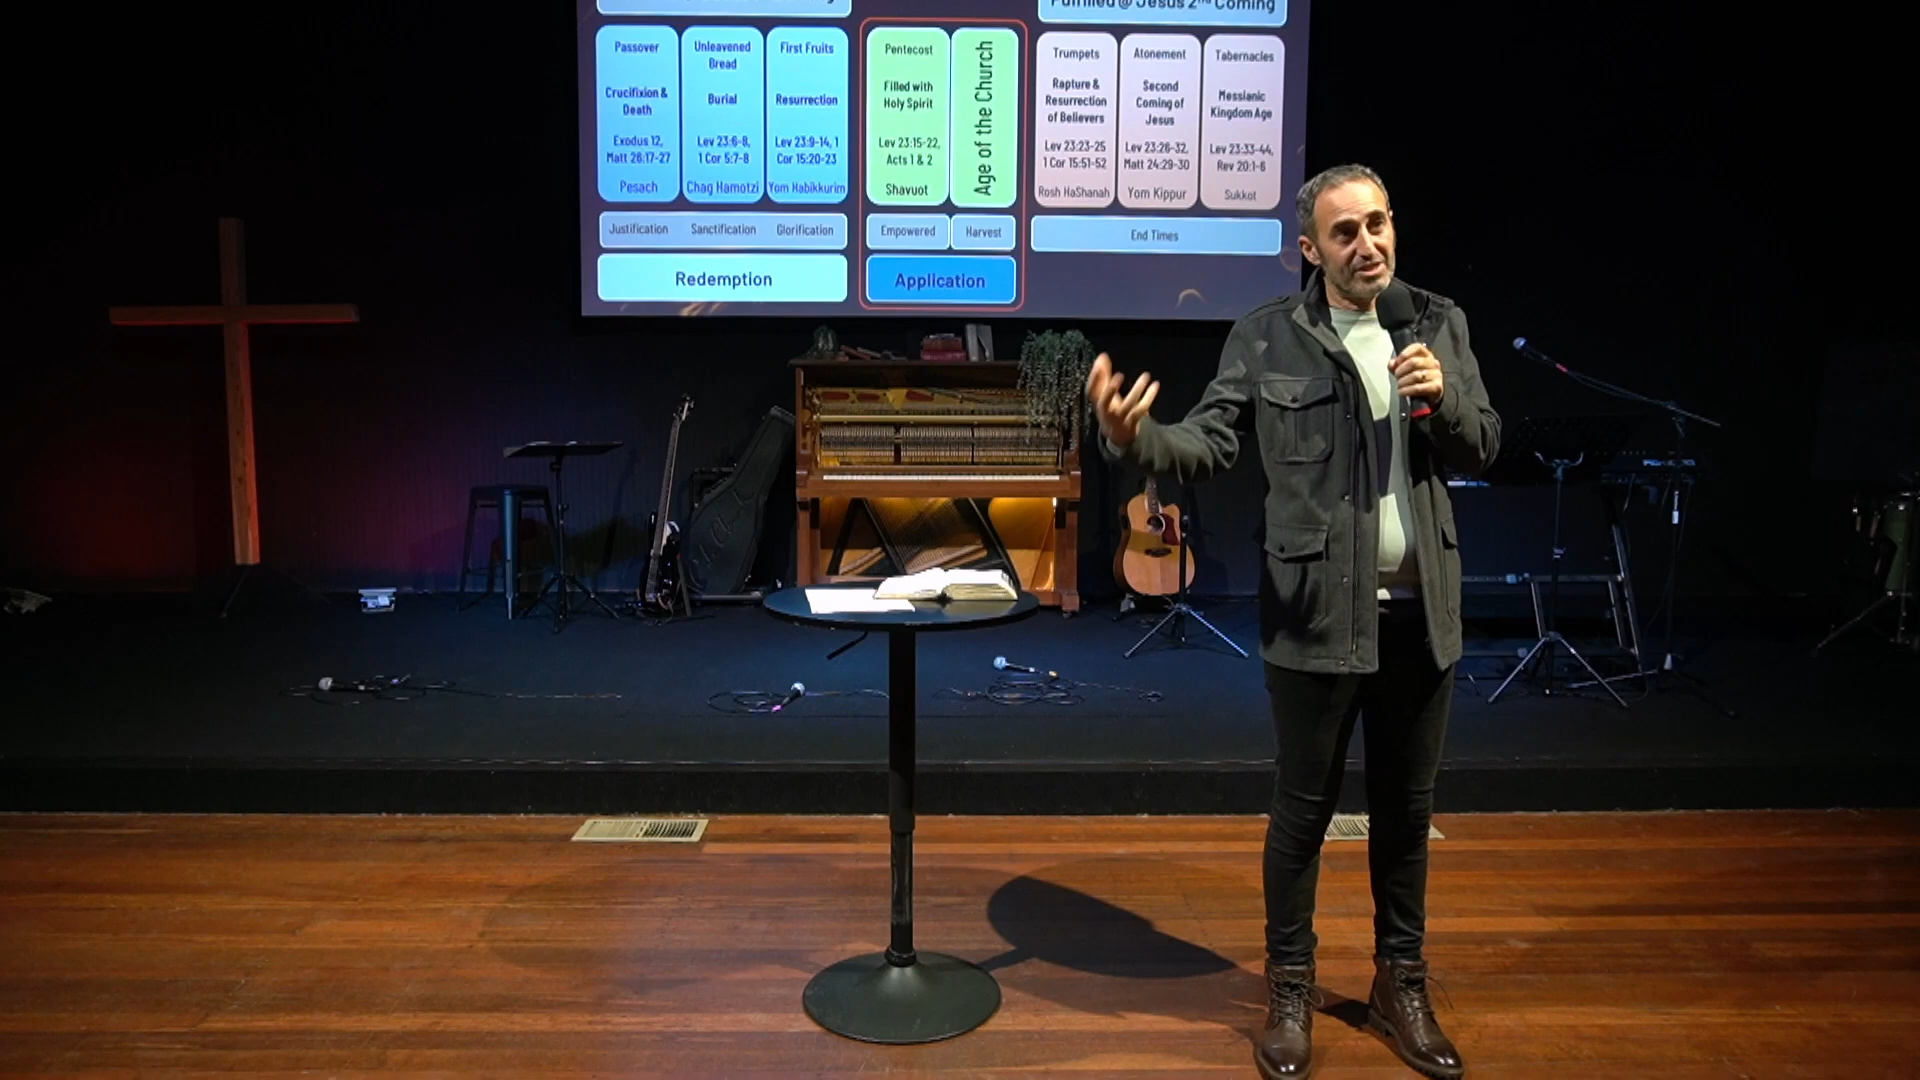 Fulfilled @ Jesus 2nd Coming
Passover
Crucifixion &
Death
Exodus 12,
Matt 26:17-27
Pesach
Unleavened
Bread
Burial
Lev 23:6-8,
1 Cor 5:7-8
Chag Hamotzi
First Fruits
Resurrection
Lev 23:9-14, 1
Cor 15:20-23
Yom Habikkurim
Pentecost
Filled with
Holy Spirit
Lev 23:15-22,
Acts 1 & 2
Shavuot
Age of the Church
Trumpets
Rapture &
Resurrection
of Believers
Lev 23:23-25
1 Cor 15:51-52
Rosh HaShanah
Atonement
Second
Coming of
Jesus
Lev 23:26-32,
Matt 24:29-30
Yom Kippur
Tabernacles
Messianic
Kingdom Age
Lev 23:33-44,
Rev 20:1-6
Sukkot
Justification
Sanctification
Glorification
Empowered
Harvest
End Times
Redemption
Application